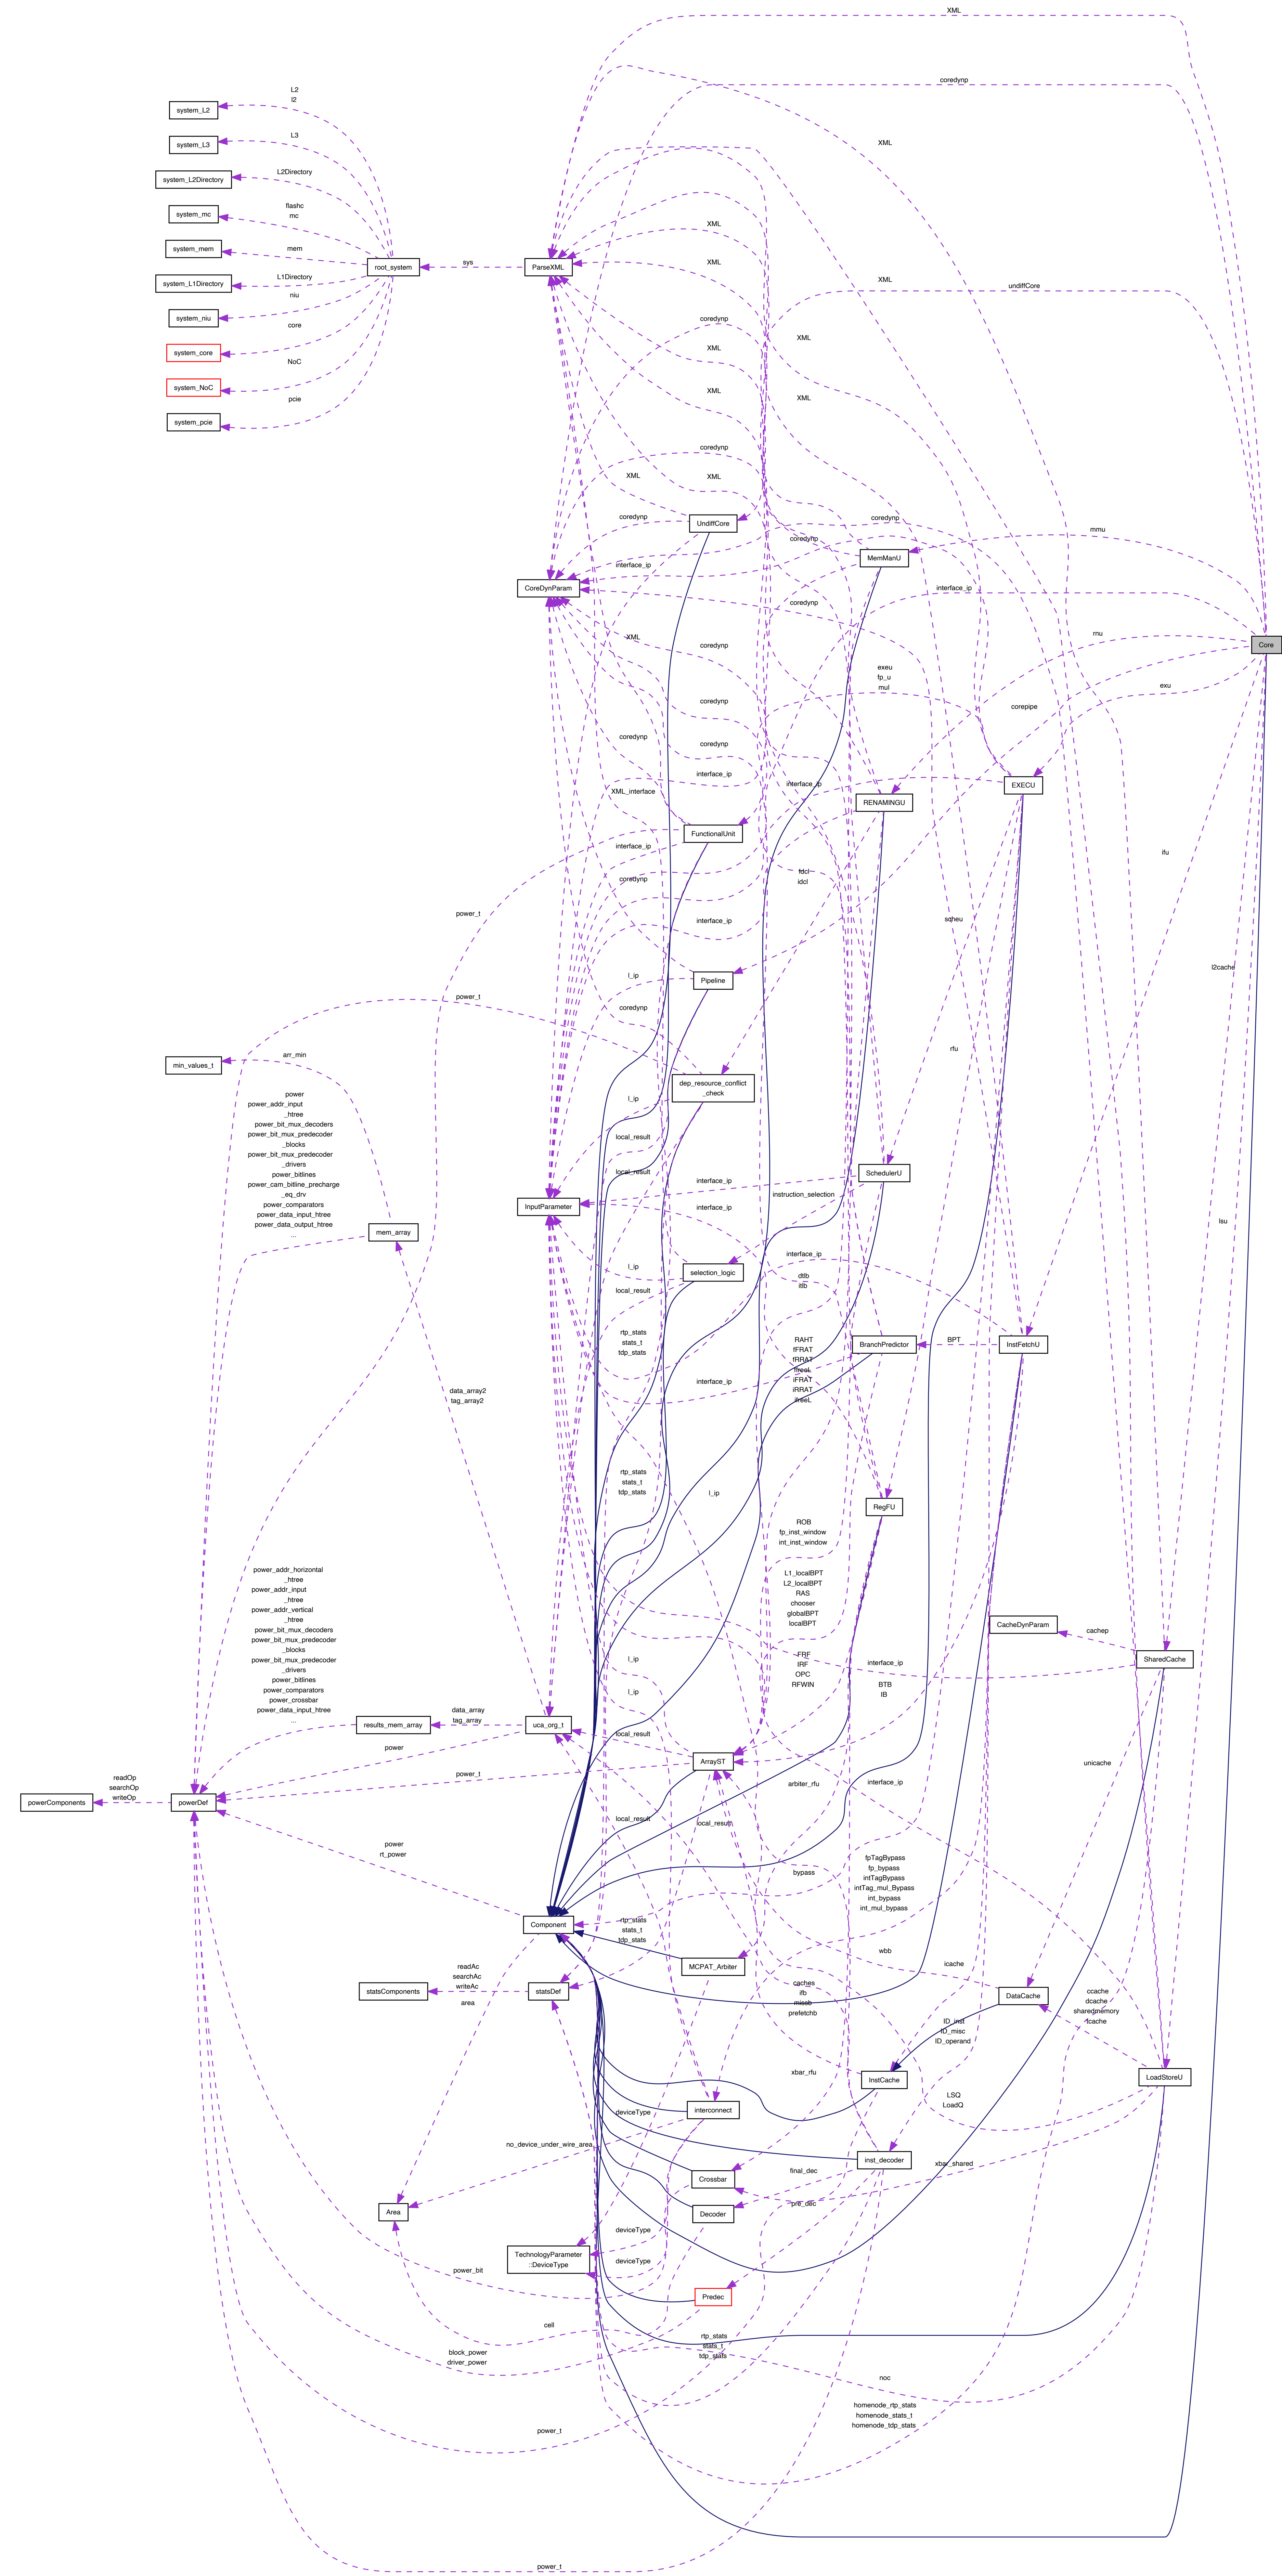 XML
coredynp
L2
l2
system_L2
L3
XML
system_L3
L2Directory
system_L2Directory
flashc
mc
system_mc
XML
mem
system_mem
XML
root_system
sys
ParseXML
L1Directory
system_L1Directory
XML
undiffCore
niu
system_niu
coredynp
core
XML
system_core
XML
NoC
system_NoC
XML
XML
pcie
system_pcie
coredynp
XML
XML
coredynp
coredynp
UndiffCore
mmu
coredynp
MemManU
interface_ip
CoreDynParam
interface_ip
coredynp
rnu
XML
coredynp
Core
exeu
fp_u
mul
exu
coredynp
corepipe
coredynp
coredynp
interface_ip
interface_ip
EXECU
XML_interface
RENAMINGU
FunctionalUnit
interface_ip
ifu
fdcl
idcl
coredynp
power_t
interface_ip
sqheu
l2cache
l_ip
Pipeline
power_t
coredynp
rfu
arr_min
min_values_t
dep_resource_conflict
_check
power
power_addr_input
_htree
power_bit_mux_decoders
power_bit_mux_predecoder
_blocks
power_bit_mux_predecoder
_drivers
power_bitlines
power_cam_bitline_precharge
_eq_drv
power_comparators
power_data_input_htree
power_data_output_htree
...
l_ip
local_result
local_result
SchedulerU
interface_ip
instruction_selection
InputParameter
interface_ip
lsu
mem_array
interface_ip
l_ip
selection_logic
dtlb
itlb
local_result
rtp_stats
stats_t
tdp_stats
RAHT
fFRAT
fRRAT
ffreeL
iFRAT
iRRAT
ifreeL
BranchPredictor
BPT
InstFetchU
interface_ip
data_array2
tag_array2
rtp_stats
stats_t
tdp_stats
l_ip
RegFU
ROB
fp_inst_window
int_inst_window
power_addr_horizontal
_htree
power_addr_input
_htree
power_addr_vertical
_htree
power_bit_mux_decoders
power_bit_mux_predecoder
_blocks
power_bit_mux_predecoder
_drivers
power_bitlines
power_comparators
power_crossbar
power_data_input_htree
...
L1_localBPT
L2_localBPT
RAS
chooser
globalBPT
localBPT
CacheDynParam
cachep
SharedCache
l_ip
FRF
IRF
OPC
RFWIN
interface_ip
BTB
IB
l_ip
data_array
tag_array
results_mem_array
uca_org_t
local_result
power
ArrayST
unicache
power_t
readOp
searchOp
writeOp
arbiter_rfu
interface_ip
powerComponents
powerDef
local_result
local_result
power
rt_power
fpTagBypass
fp_bypass
intTagBypass
intTag_mul_Bypass
int_bypass
int_mul_bypass
bypass
Component
rtp_stats
stats_t
tdp_stats
wbb
icache
MCPAT_Arbiter
readAc
searchAc
writeAc
statsComponents
statsDef
area
caches
ifb
missb
prefetchb
DataCache
ccache
dcache
sharedmemory
tcache
ID_inst
ID_misc
ID_operand
xbar_rfu
InstCache
LoadStoreU
LSQ
LoadQ
interconnect
deviceType
no_device_under_wire_area
inst_decoder
final_dec
xbar_shared
Crossbar
Area
pre_dec
Decoder
deviceType
TechnologyParameter
::DeviceType
deviceType
power_bit
noc
Predec
cell
rtp_stats
stats_t
tdp_stats
block_power
driver_power
homenode_rtp_stats
homenode_stats_t
homenode_tdp_stats
power_t
power_t